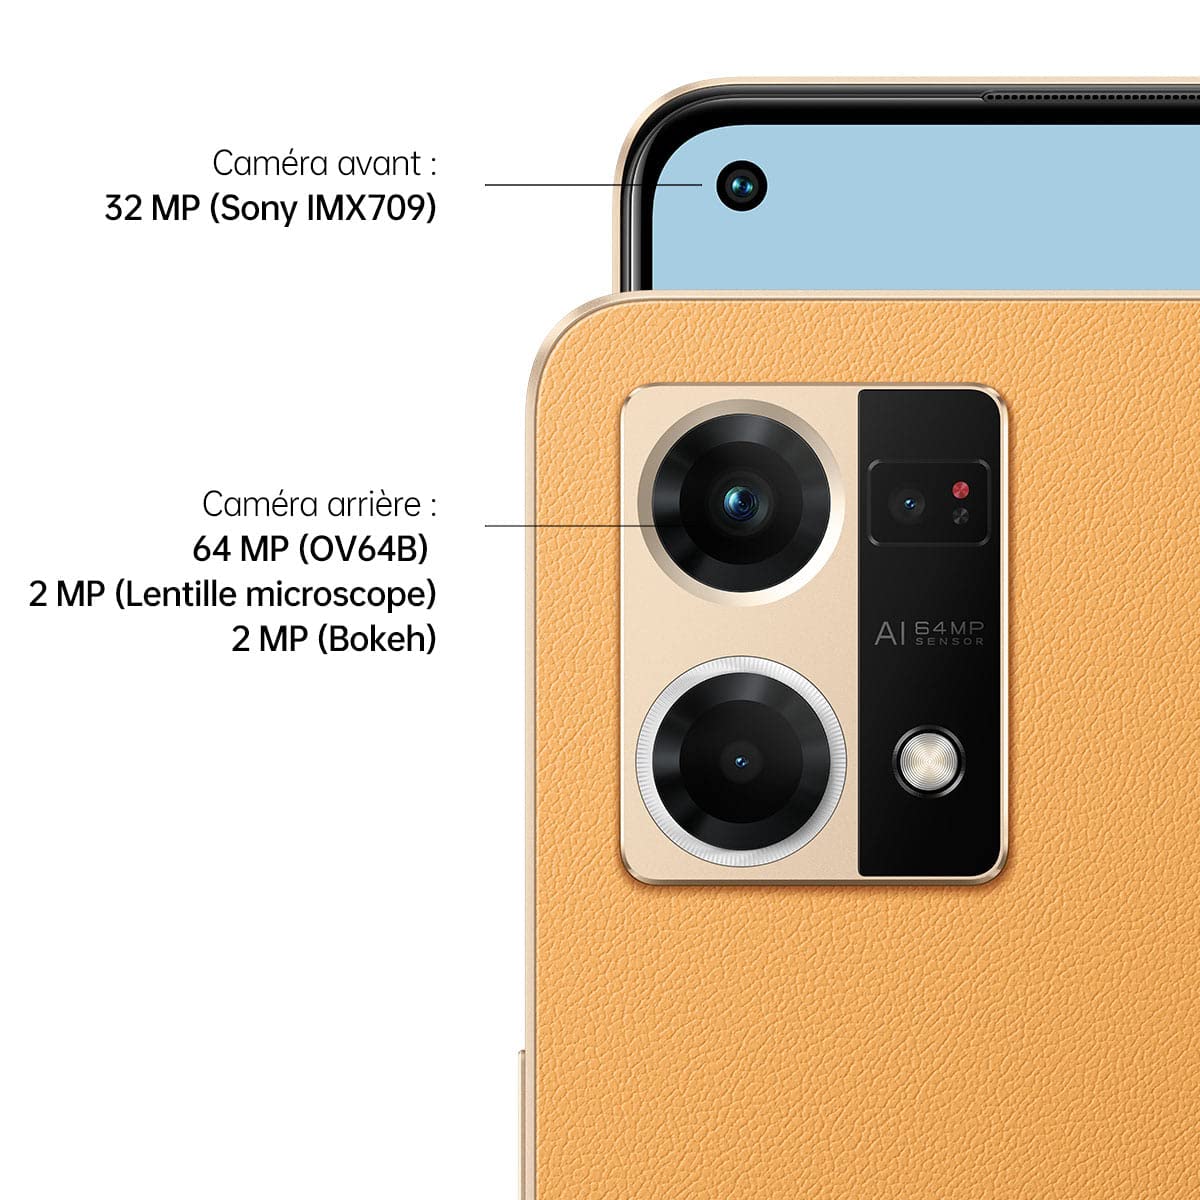 Caméra avant :
32 MP (Sony IMX709)
Caméra arrière :
64 MP (OV64B)
2 MP (Lentille microscope)
2 MP (Bokeh)
AI 64MP
SENSOR